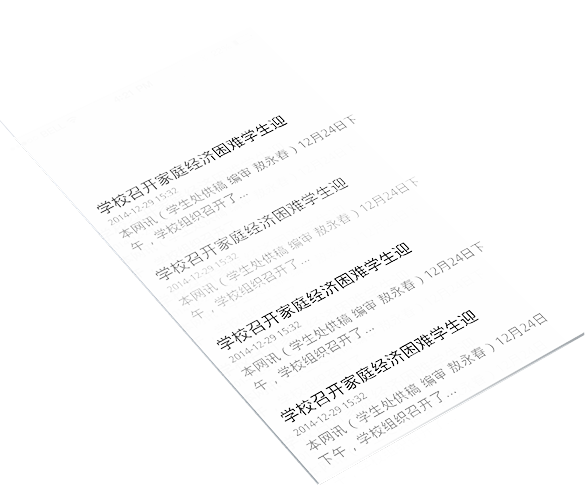 学校召开家庭经济困难学生迎
2014-12-29 15:32
本网讯（学生处供稿 编审 敖永春）12月24日下
午，学校组织召开了...
学校召开家庭经济困难学生迎
2014-12-29 15:32
本网讯（学生处供稿 编审 敖永春）12月24日下
午，学校组织召开了...
学校召开家庭经济困难学生迎
2014-12-29 15:32
本网讯（学生处供稿 编审 敖永春）12月24日下
午，学校组织召开了...
学校召开家庭经济困难学生迎
2014-12-29 15:32
本网讯（学生处供稿 编审 敖永春）12月24日
下午，学校组织召开了...